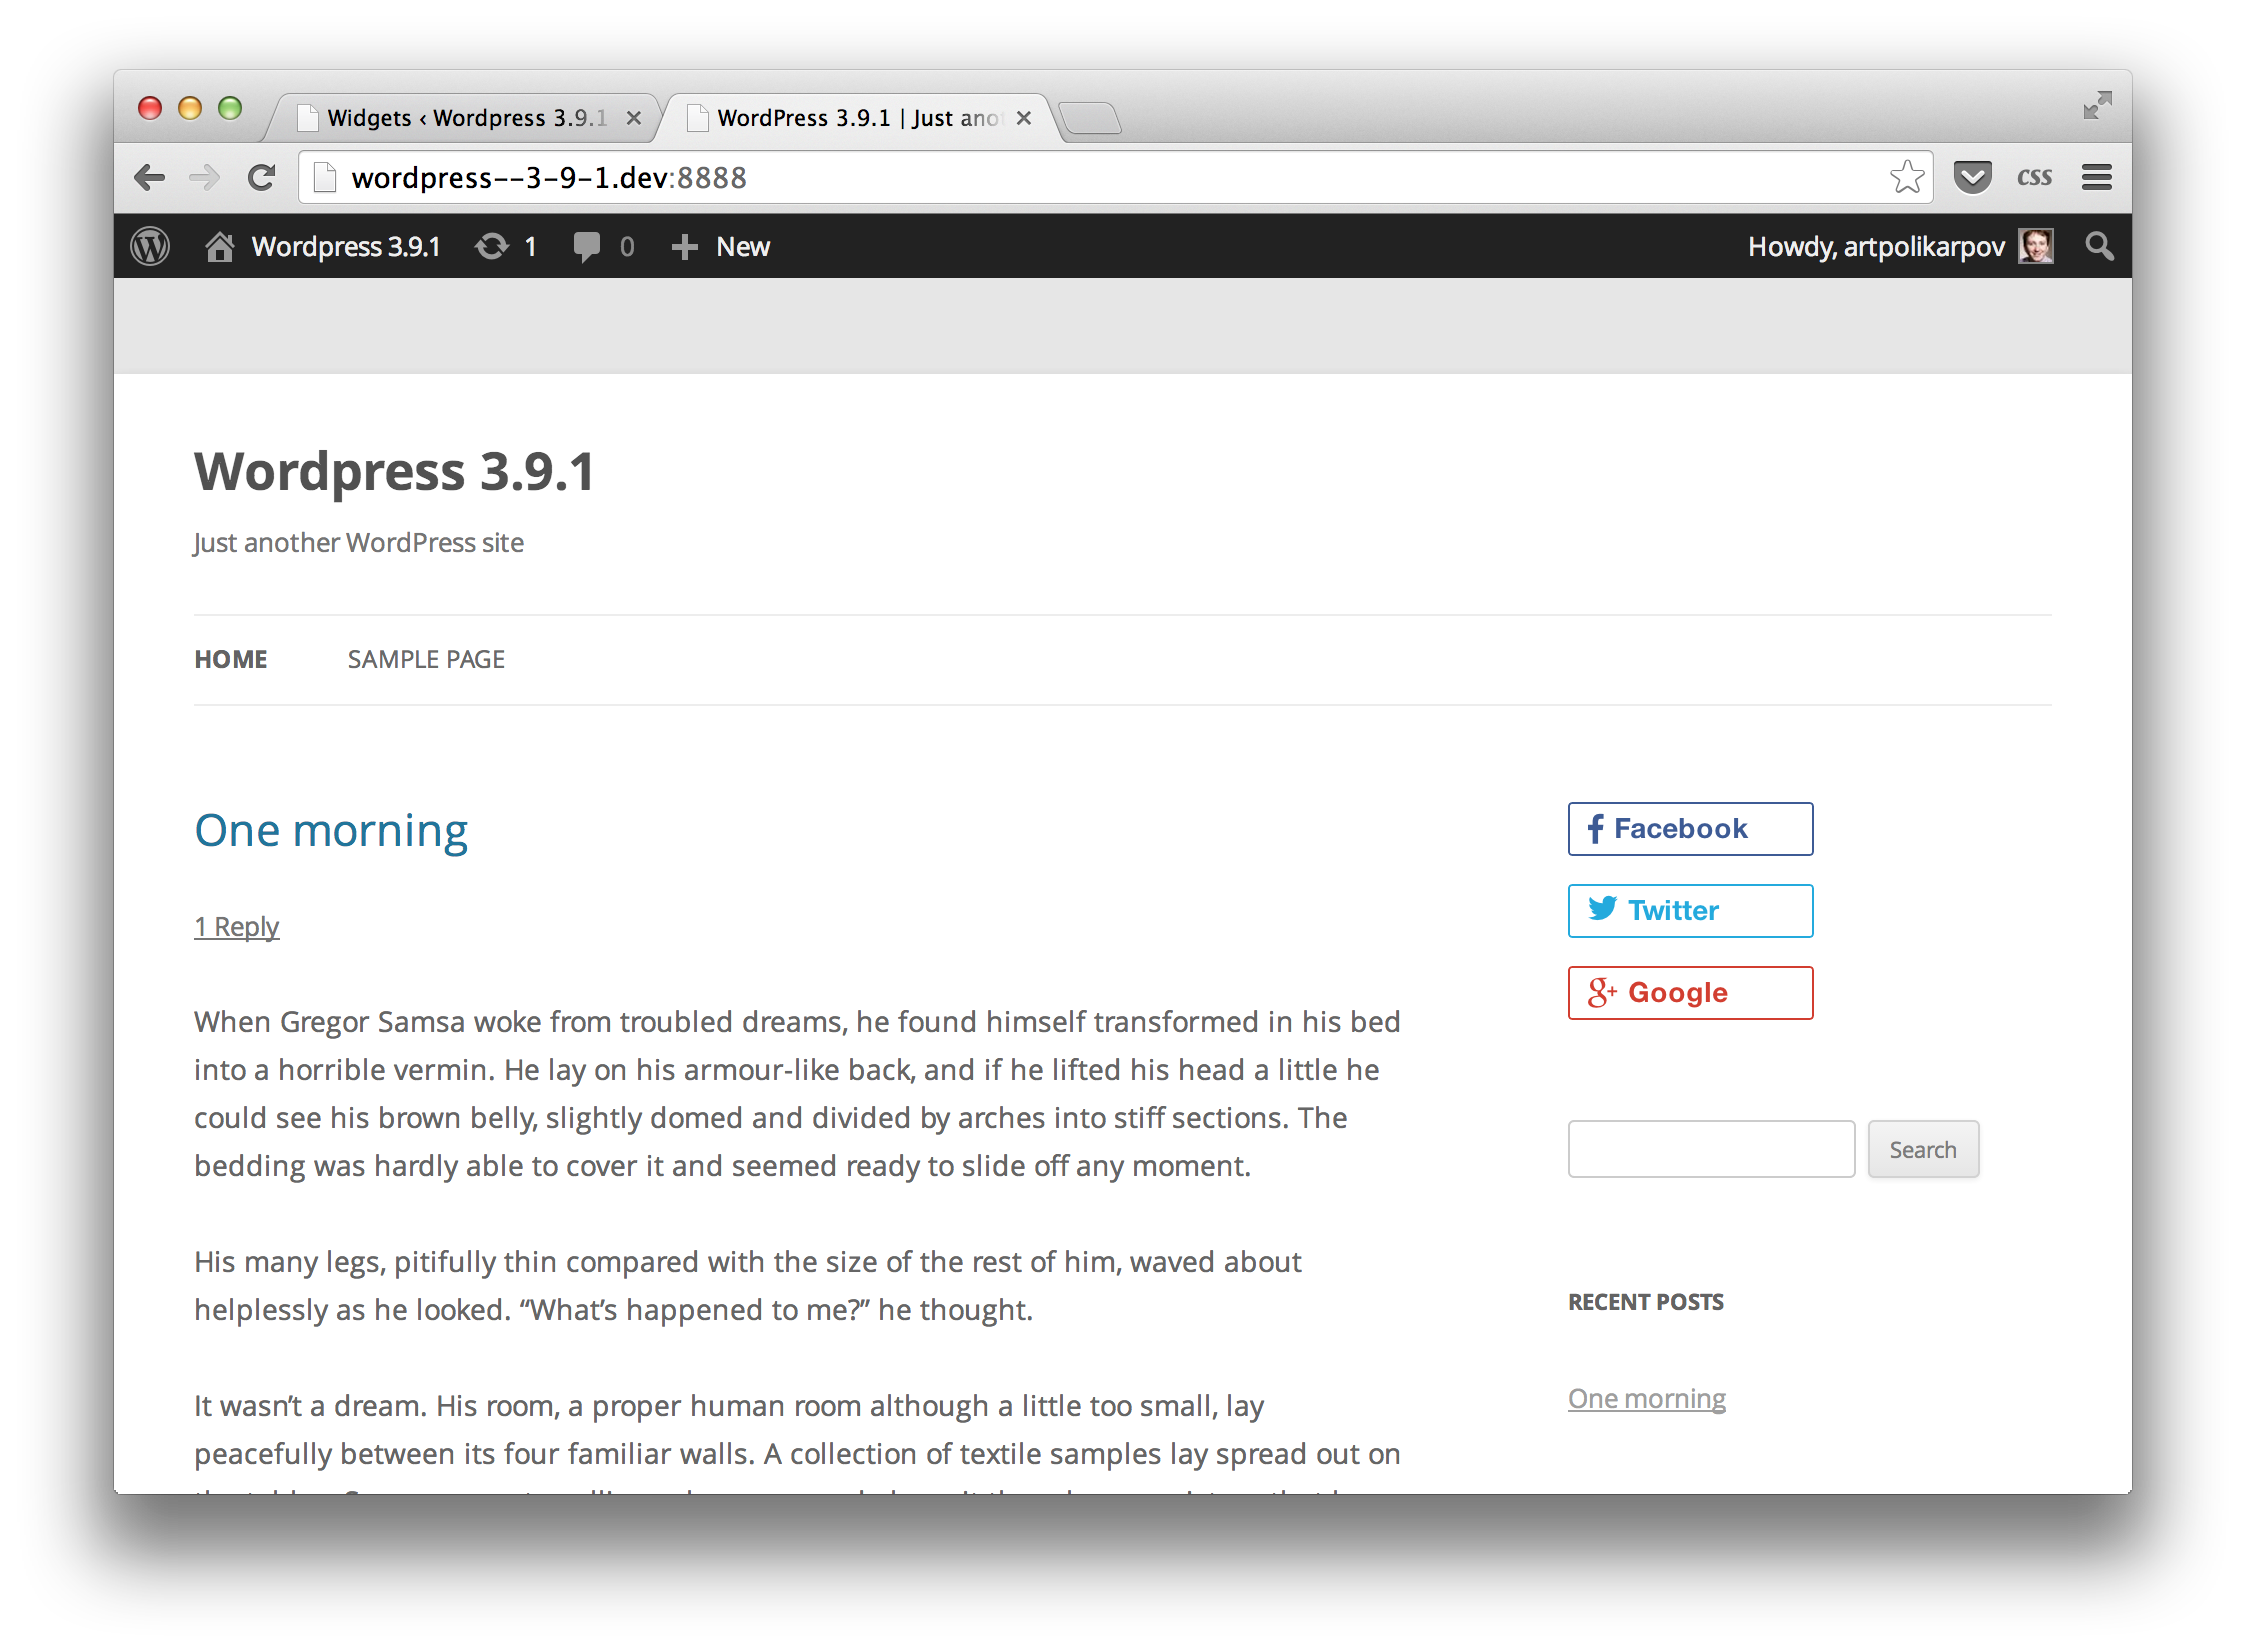 Widgets ‹ Wordpress 3.9.1
WordPress 3.9.1 | Just anot
wordpress--3-9-1.dev:8888
css
Wordpress 3.9.1 1 0 New
Howdy, artpolikarpov
Wordpress 3.9.1
Just another WordPress site
HOME SAMPLE PAGE
One morning
1 Reply
When Gregor Samsa woke from troubled dreams, he found himself transformed in his bed
into a horrible vermin. He lay on his armour-like back, and if he lifted his head a little he
could see his brown belly, slightly domed and divided by arches into stiff sections. The
bedding was hardly able to cover it and seemed ready to slide off any moment.
His many legs, pitifully thin compared with the size of the rest of him, waved about
helplessly as he looked. “What’s happened to me?” he thought.
It wasn’t a dream. His room, a proper human room although a little too small, lay
peacefully between its four familiar walls. A collection of textile samples lay spread out on
Facebook
Twitter
Google
Search
RECENT POSTS
One morning